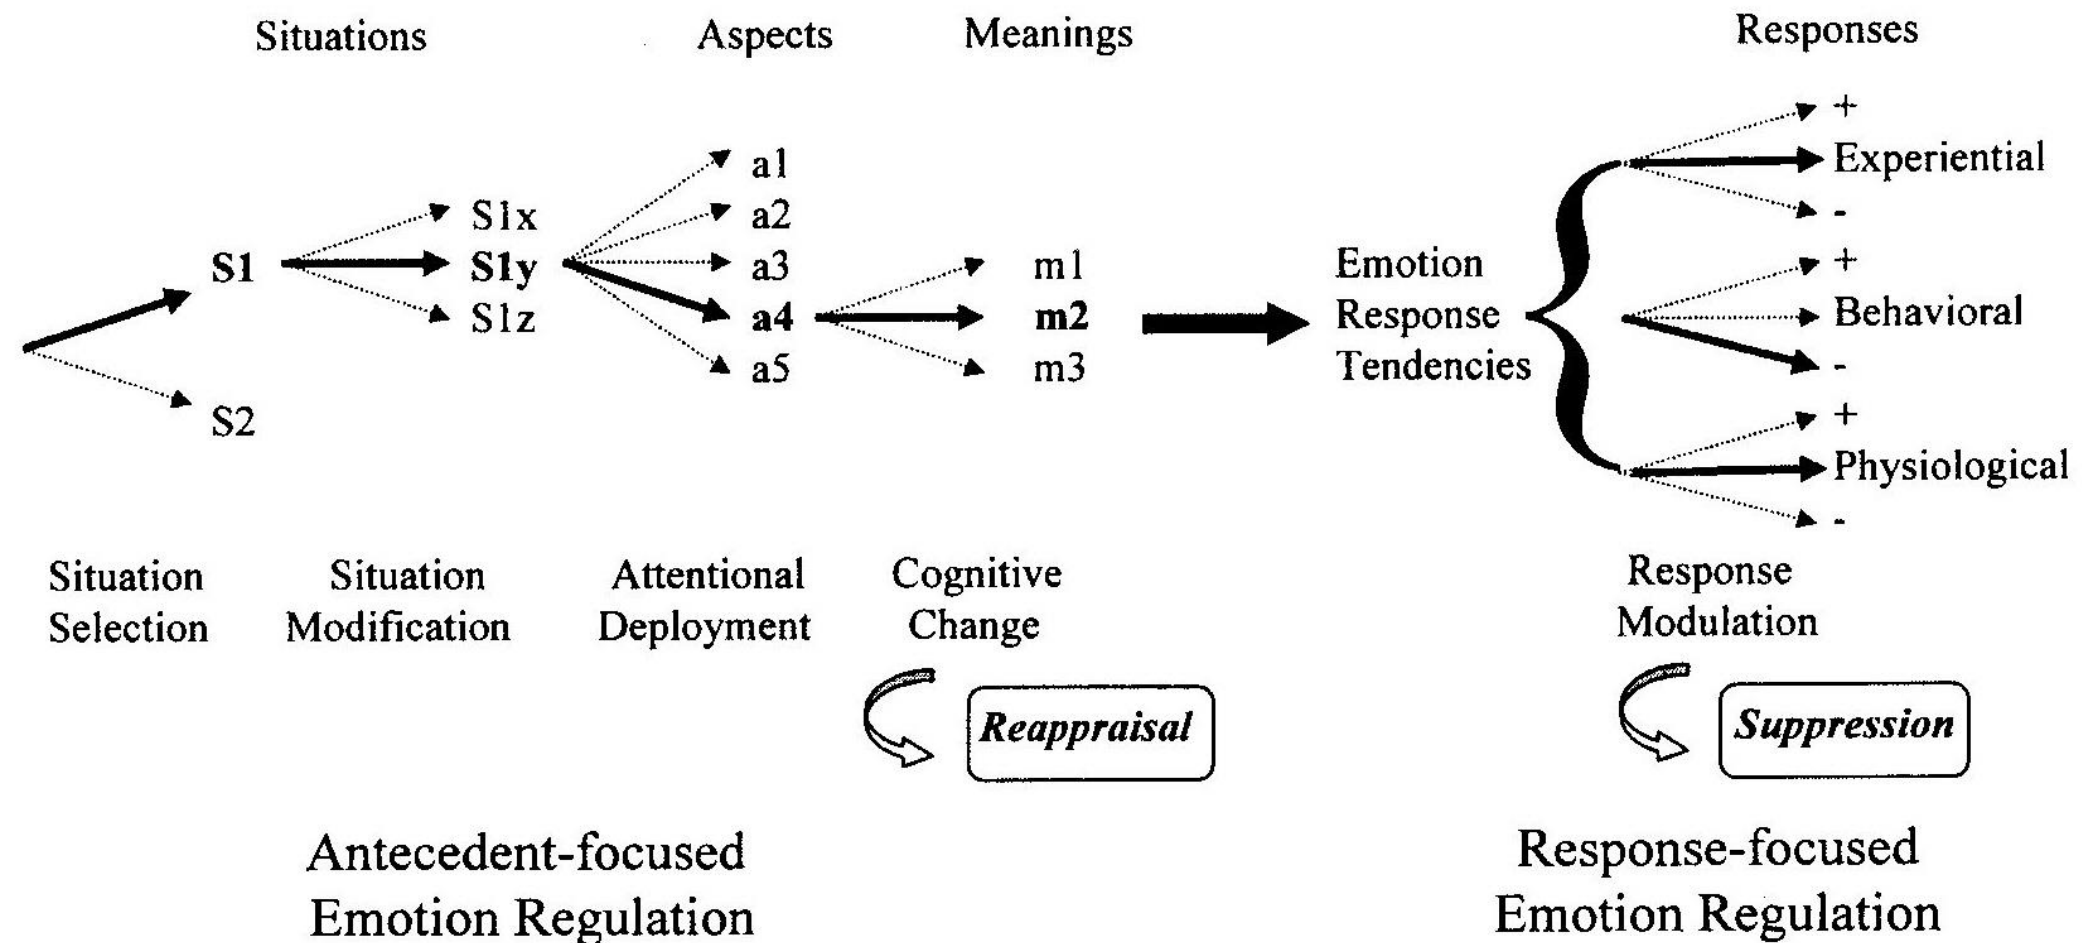 Situations Aspects Meanings Responses
+
a1 Experiential
S1x a2 -
S1 S1y a3 m1 Emotion +
S1z a4 m2 Response Behavioral
a5 m3 Tendencies -
S2 +
Physiological
-
Situation Situation Attentional Cognitive Response
Selection Modification Deployment Change Modulation
Reappraisal Suppression
Antecedent-focused Response-focused
Emotion Regulation Emotion Regulation